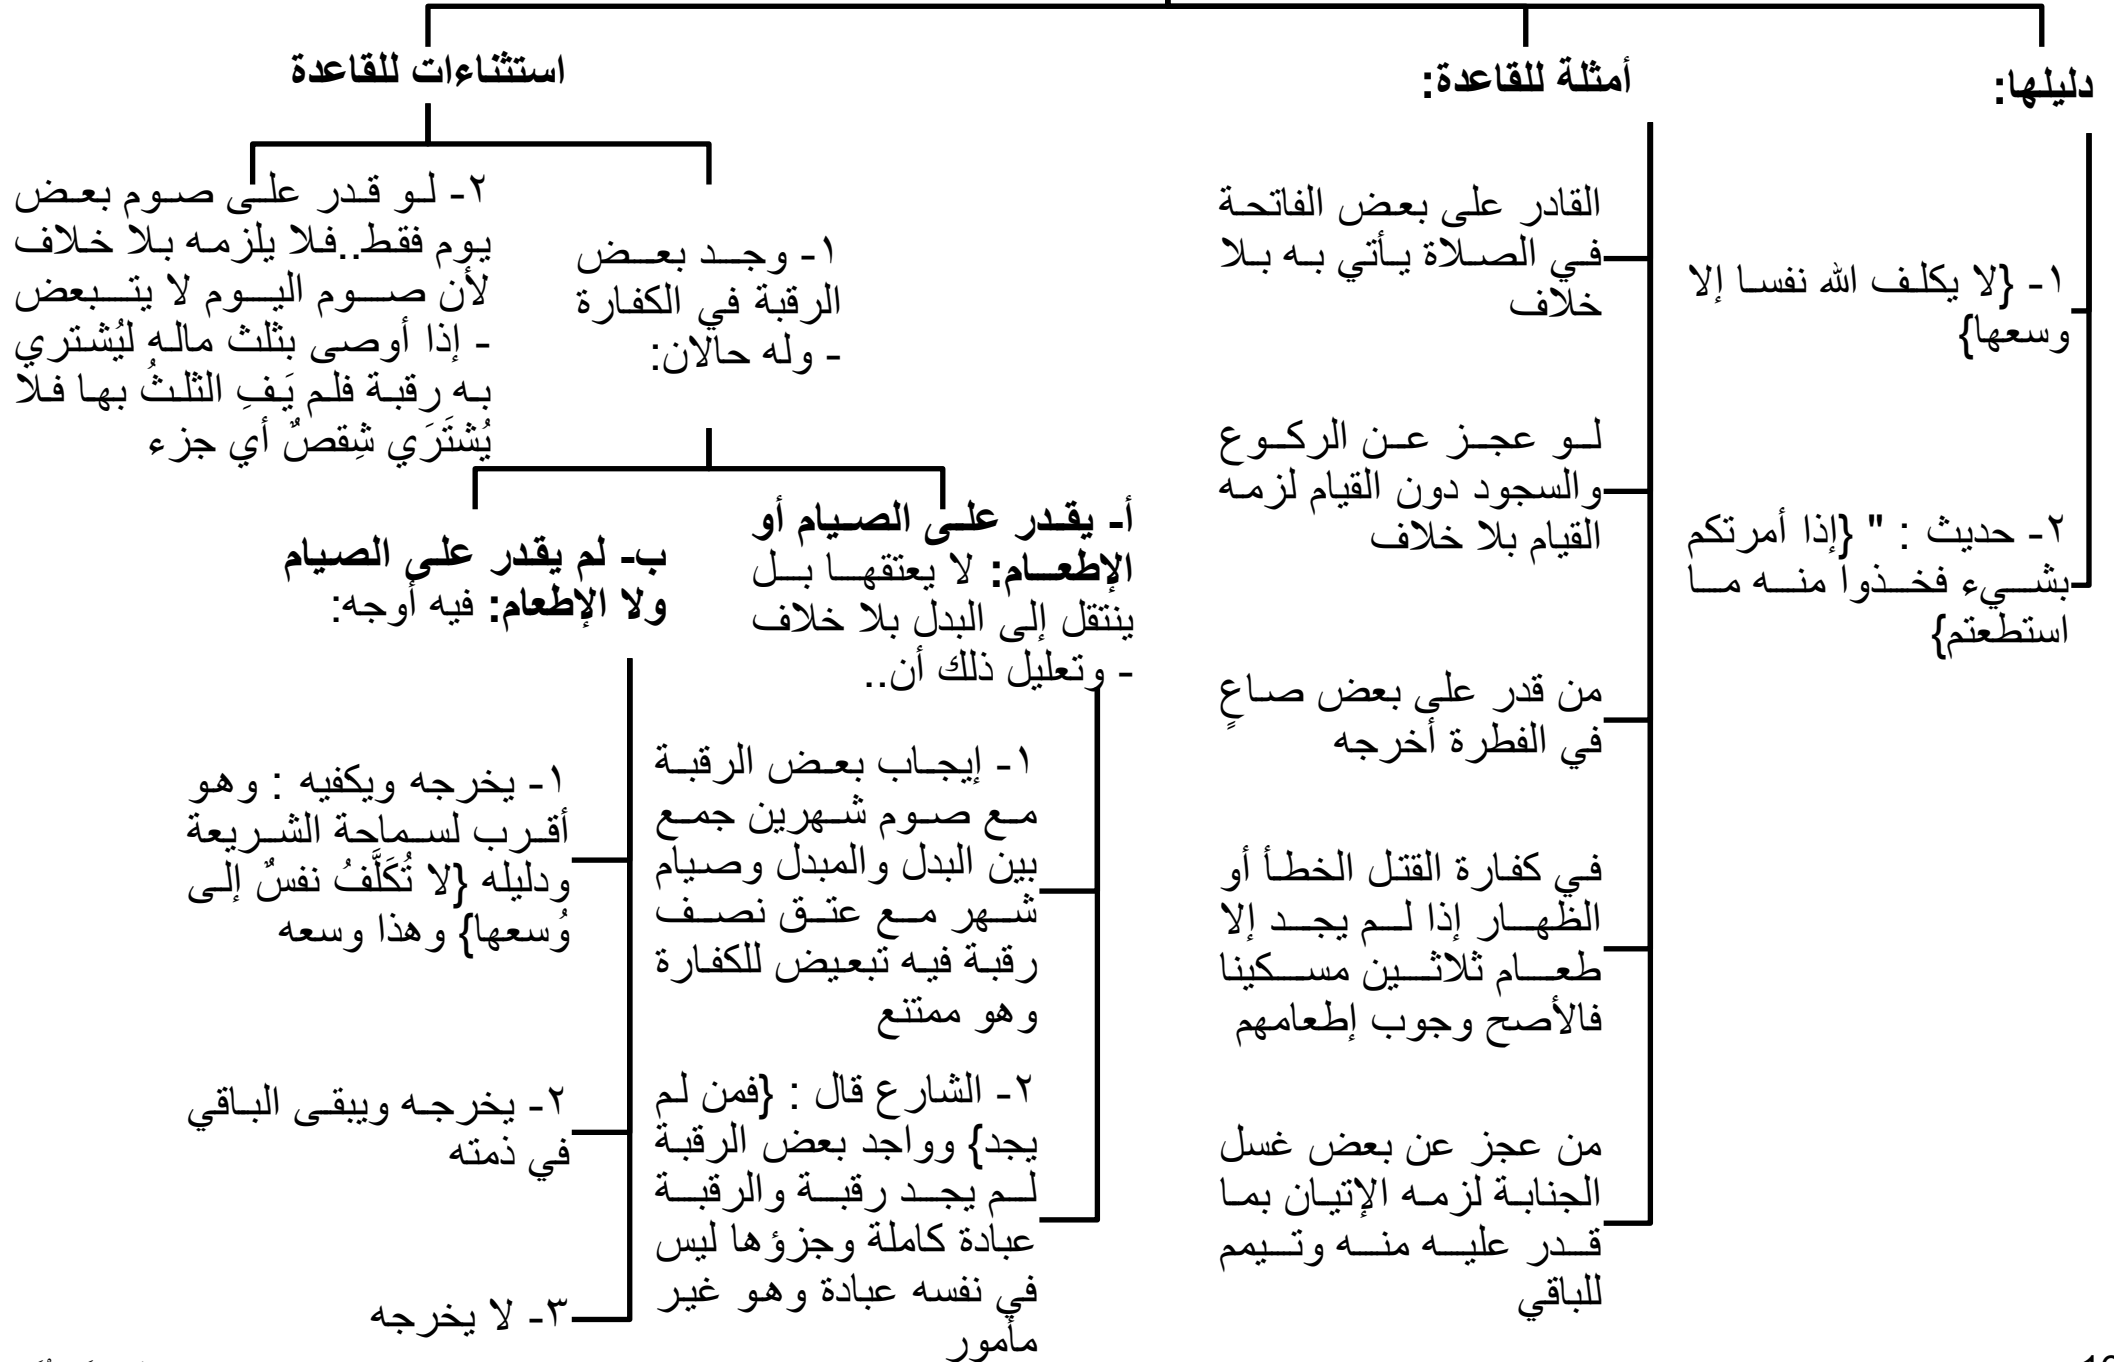 دليلها:
١- {لا يكلف الله نفسا إلا
وسعها}
٢- حديث : " {إذا أمرتكم
بشيء فخذوا منه ما
استطعتم}
أمثلة للقاعدة:
القادر على بعض الفاتحة
في الصلاة يأتي به بلا
خلاف
لو عجز عن الركوع
والسجود دون القيام لزمه
القيام بلا خلاف
من قدر على بعض صاعٍ
في الفطرة أخرجه
في كفارة القتل الخطأ أو
الظهار إذا لم يجد إلا
طعام ثلاثين مسكينا
فالأصح وجوب إطعامهم
من عجز عن بعض غسل
الجنابة لزمه الإتيان بما
قدر عليه منه وتيمم
للباقي
استثناءات للقاعدة
١- وجد بعض
الرقبة في الكفارة
- وله حالان:
أ- يقدر على الصيام أو
الإطعام: لا يعتقها بل
ينتقل إلى البدل بلا خلاف
- وتعليل ذلك أن..
١- إيجاب بعض الرقبة
مع صوم شهرين جمع
بين البدل والمبدل وصيام
شهر مع عتق نصف
رقبة فيه تبعيض للكفارة
وهو ممتنع
٢- الشارع قال : {فمن لم
يجد} وواجد بعض الرقبة
لم يجد رقبة والرقبة
عبادة كاملة وجزؤها ليس
في نفسه عبادة وهو غير
مأمور
ب- لم يقدر على الصيام
ولا الإطعام: فيه أوجه:
١- يخرجه ويكفيه : وهو
أقرب لسماحة الشريعة
ودليله {لا تُكَلَّفُ نفسٌ إلى
وُسعها} وهذا وسعه
٢- يخرجه ويبقى الباقي
في ذمته
٣- لا يخرجه
٢- لو قدر على صوم بعض
يوم فقط..فلا يلزمه بلا خلاف
لأن صوم اليوم لا يتبعض
- إذا أوصى بثلث ماله ليُشتري
به رقبة فلم يَفِ الثلثُ بها فلا
يُشتَرَي شِقصٌ أي جزء